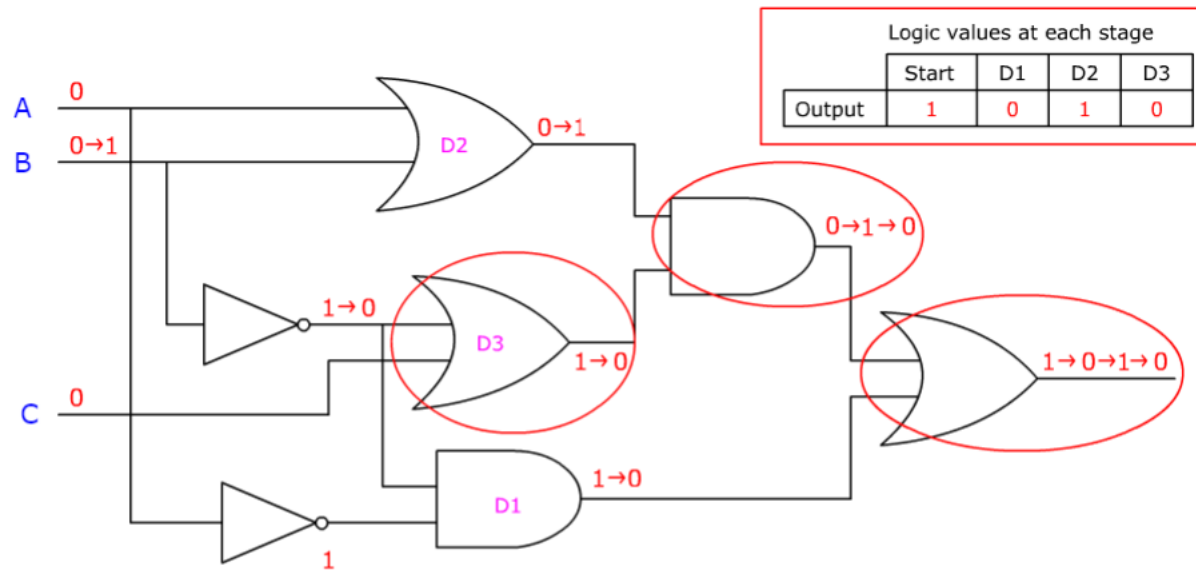 Logic values at each stage
Start D1 D2 D3
Output 1 0 1 0
A 0
B 0→1
D2 0→1
0→1→0
1→0
D3 1→0
1→0→1→0
C 0
D1 1→0
1